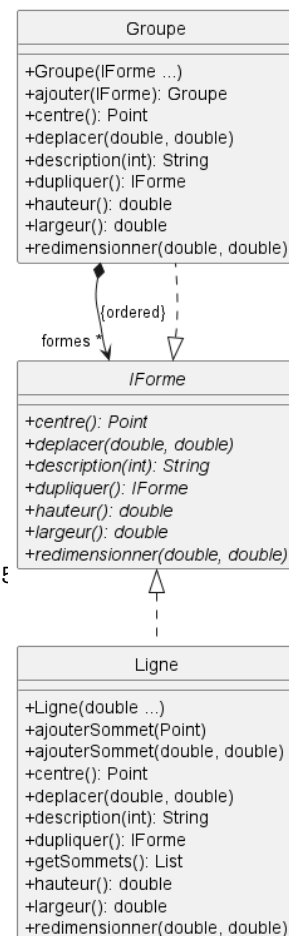 Groupe
+Groupe(IForme ...)
+ajouter(IForme): Groupe
+centre(): Point
+deplacer(double, double)
+description(int): String
+dupliquer(): IForme
+hauteur(): double
+largeur(): double
+redimensionner(double, double)
{ordered}
formes *
IForme
+centre(): Point
+deplacer(double, double)
+description(int): String
+dupliquer(): IForme
+hauteur(): double
+largeur(): double
+redimensionner(double, double)
Ligne
+Ligne(double ...)
+ajouterSommet(Point)
+ajouterSommet(double, double)
+centre(): Point
+deplacer(double, double)
+description(int): String
+dupliquer(): IForme
+getSommets(): List
+hauteur(): double
+largeur(): double
+redimensionner(double, double)